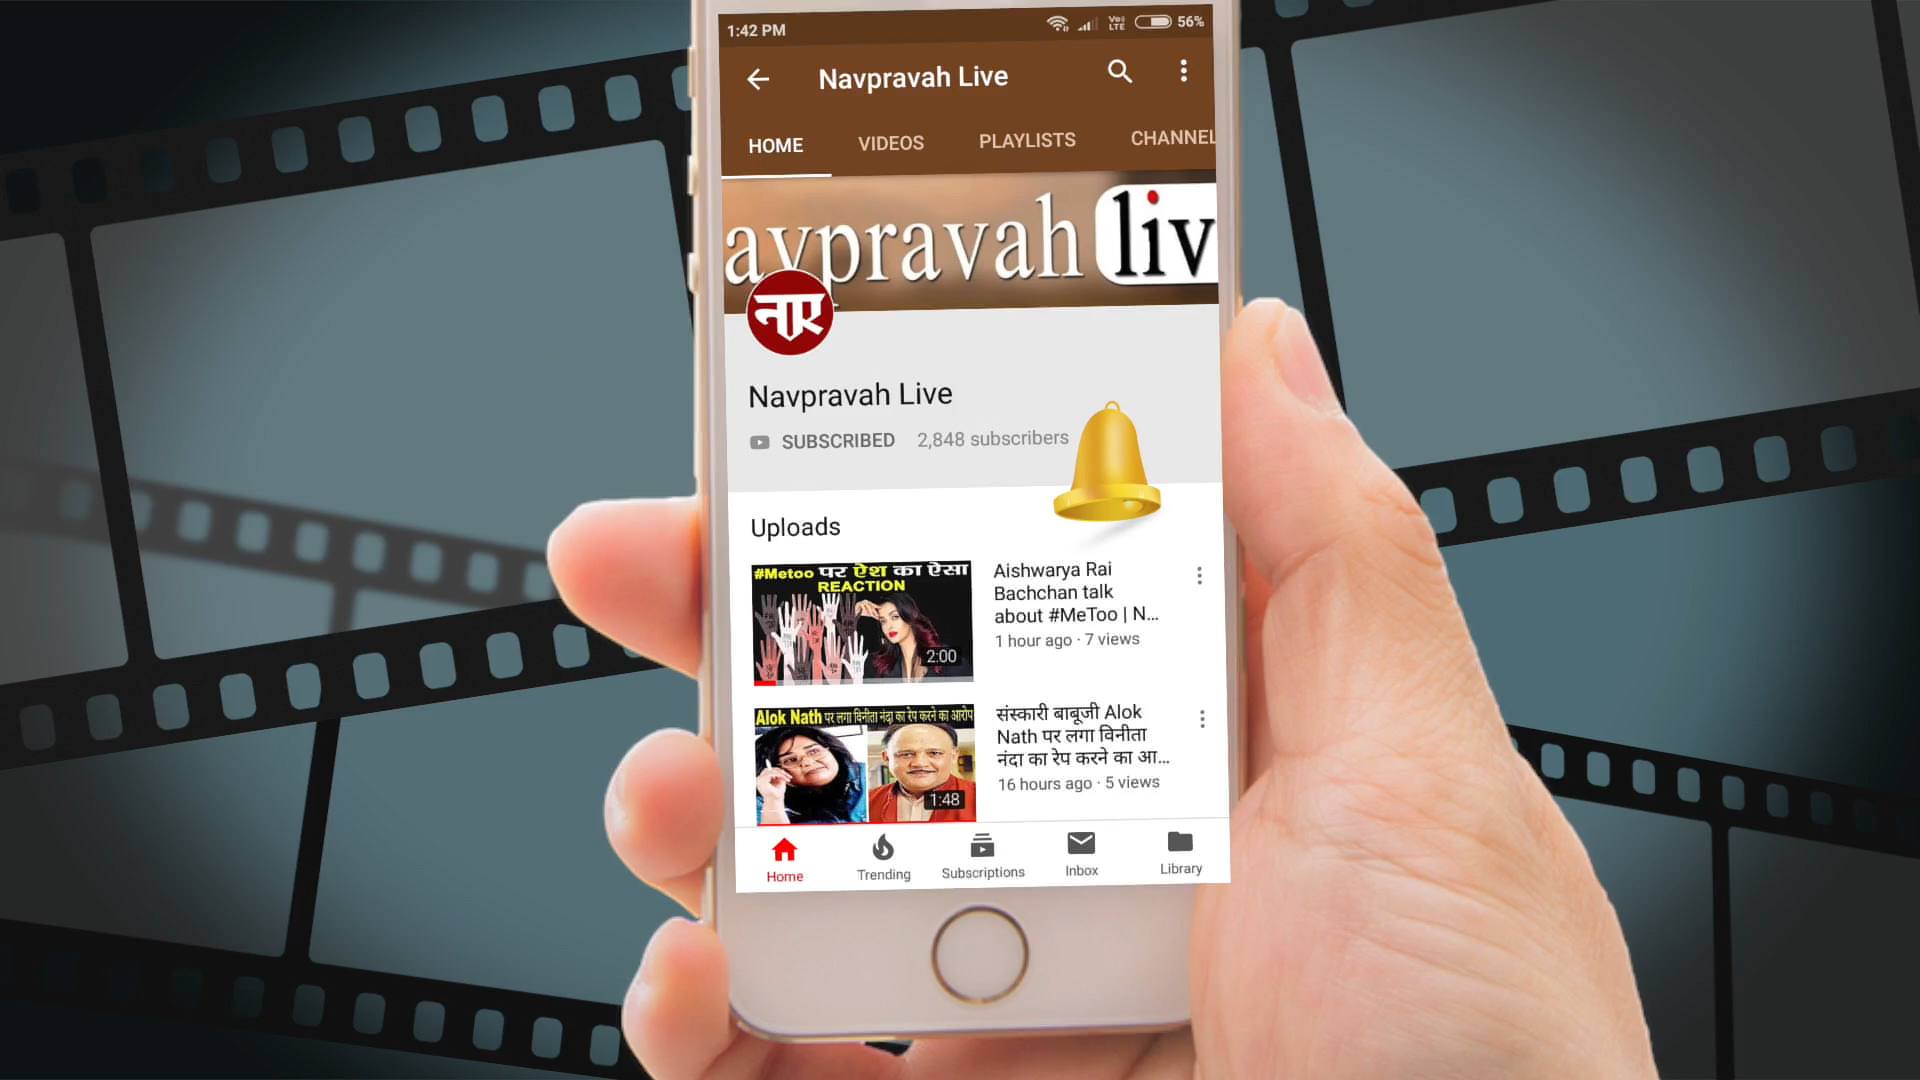 1:42 PM
Vo))
LTE
56%
Navpravah Live
HOME
VIDEOS
PLAYLISTS
CHANNEL
avpravah liv
नाए
Navpravah Live
SUBSCRIBED 2,848 subscribers
Uploads
#Metoo पर ऐश का ऐसा
REACTION
2:00
Aishwarya Rai
Bachchan talk
about #MeToo | N...
1 hour ago · 7 views
Alok Nath पर लगा विनीता नंदा का रेप करने का आरोप
1:48
संस्कारी बाबूजी Alok
Nath पर लगा विनीता
नंदा का रेप करने का आ...
16 hours ago · 5 views
Home
Trending
Subscriptions
Inbox
Library